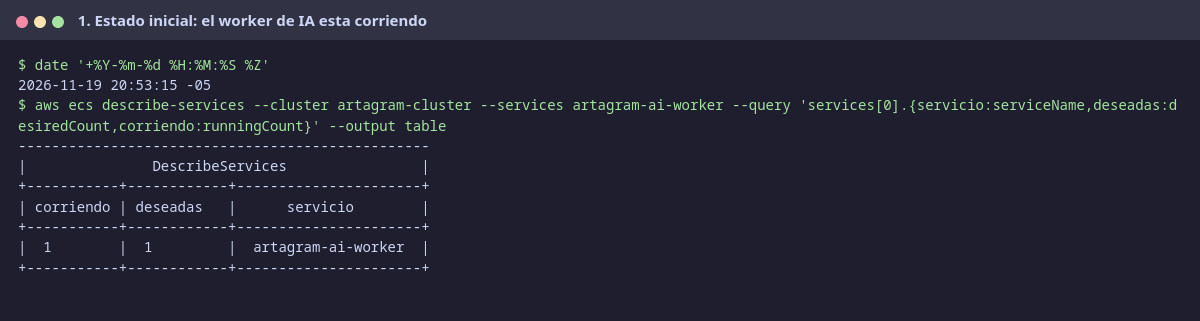 1. Estado inicial: el worker de IA esta corriendo
$ date '+%Y-%m-%d %H:%M:%S %Z'
2026-11-19 20:53:15 -05
$ aws ecs describe-services --cluster artagram-cluster --services artagram-ai-worker --query 'services[0].{servicio:serviceName,deseadas:d
esiredCount,corriendo:runningCount}' --output table
-------------------------------------------------
|               DescribeServices                |
+-----------+------------+----------------------+
| corriendo | deseadas   |      servicio        |
+-----------+------------+----------------------+
|  1        |  1         |  artagram-ai-worker  |
+-----------+------------+----------------------+